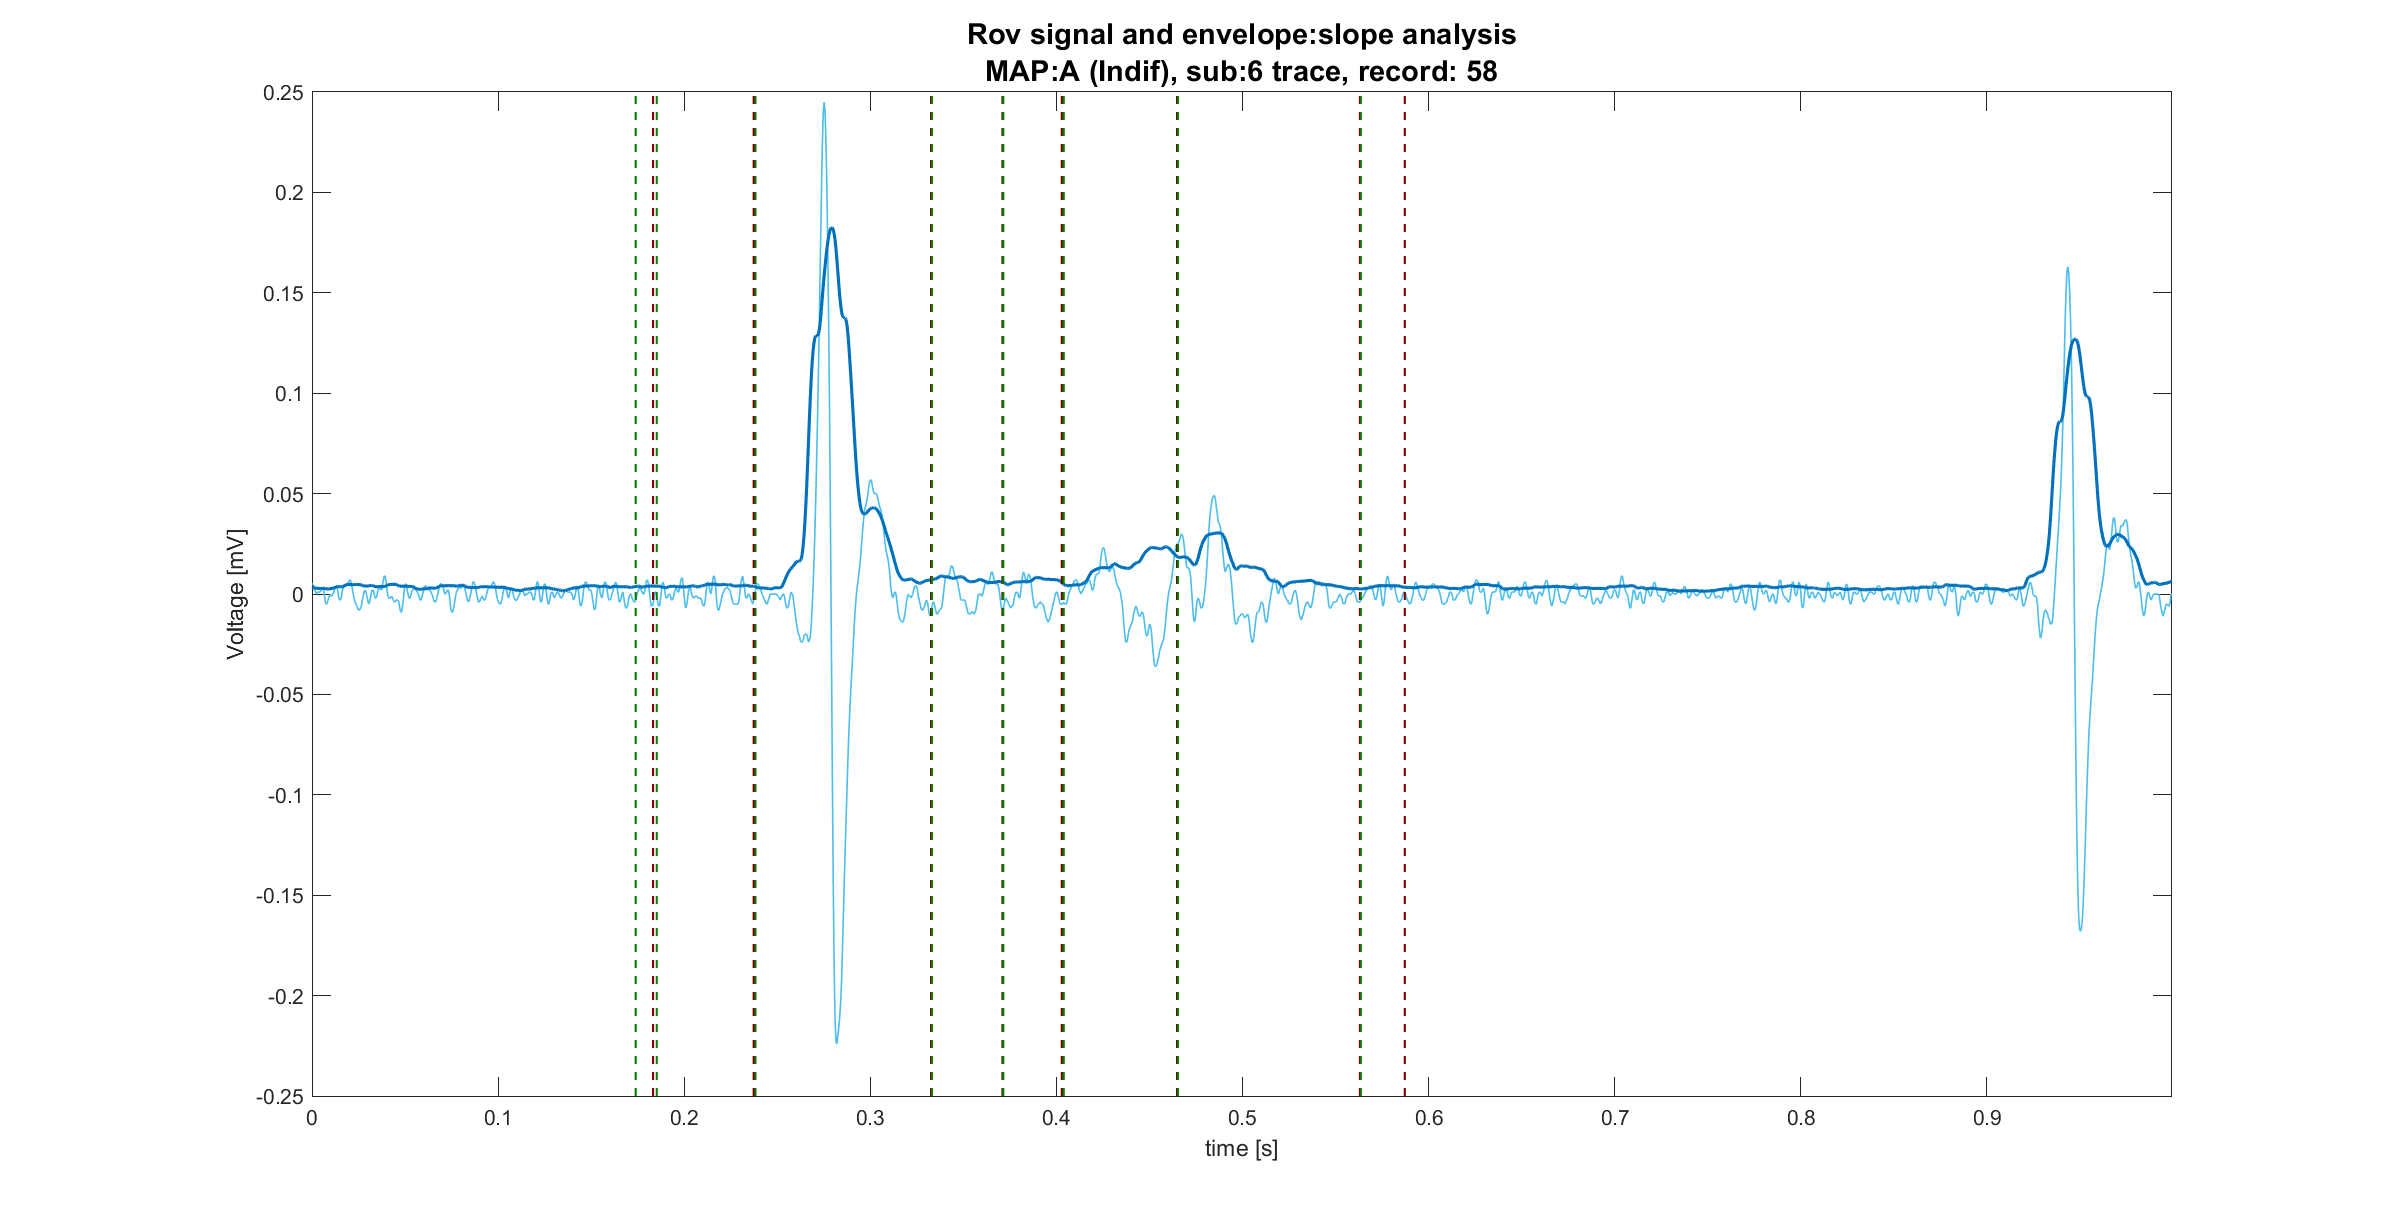 Rov signal and envelope:slope analysis
MAP:A (Indif), sub:6 trace, record: 58
0.25
0.2
0.15
0.1
0.05
0
-0.05
-0.1
-0.15
-0.2
-0.25
Voltage [mV]
0 0.1 0.2 0.3 0.4 0.5 0.6 0.7 0.8 0.9
time [s]